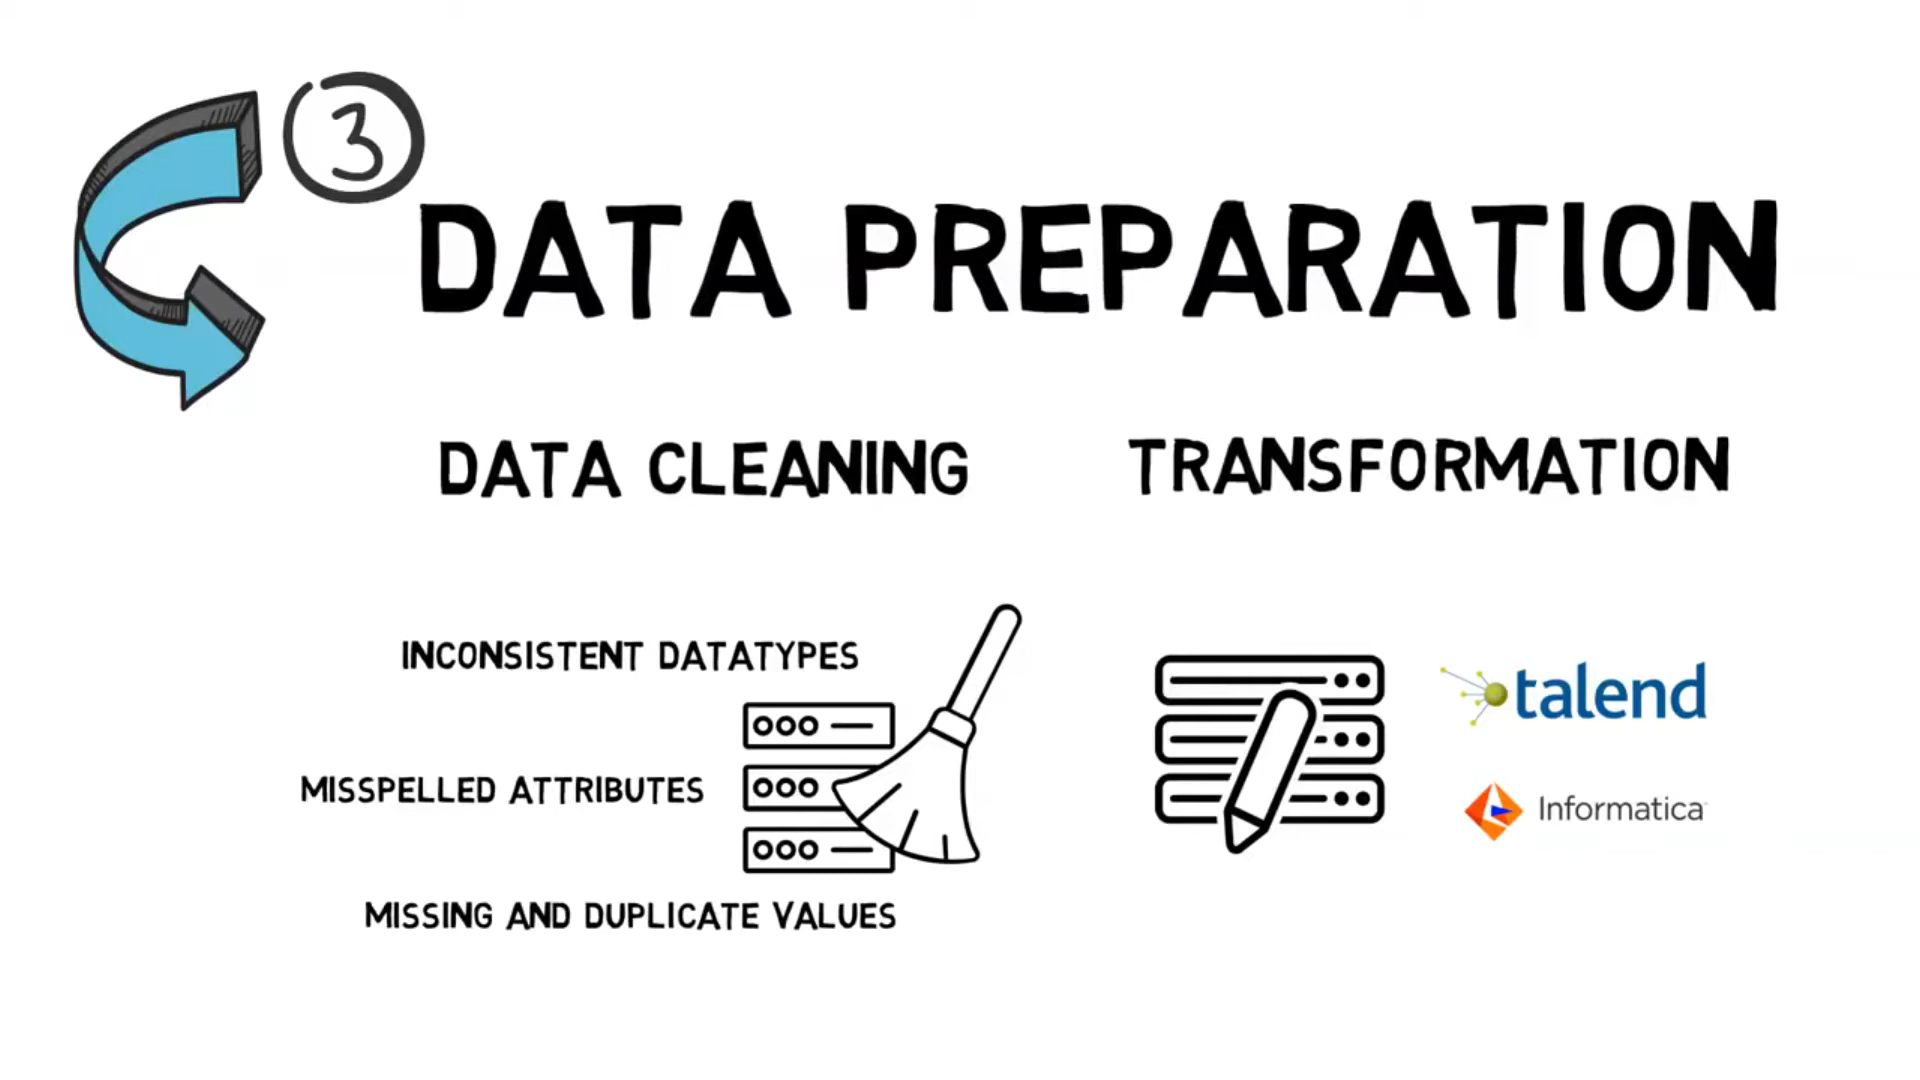 3
DATA PREPARATION
DATA CLEANING
TRANSFORMATION
INCONSISTENT DATATYPES
MISSPELLED ATTRIBUTES
MISSING AND DUPLICATE VALUES
talend
Informatica